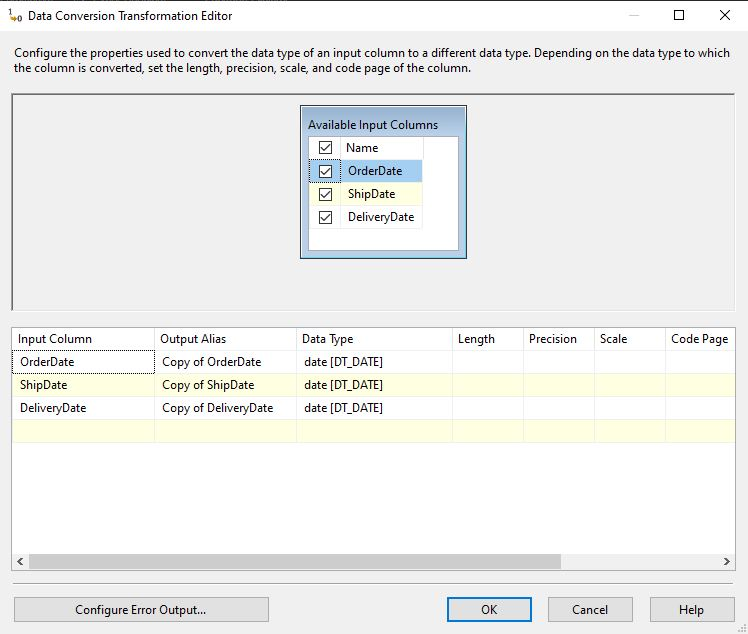 Data Conversion Transformation Editor
Configure the properties used to convert the data type of an input column to a different data type. Depending on the data type to which
the column is converted, set the length, precision, scale, and code page of the column.
Available Input Columns
Name
OrderDate
ShipDate
DeliveryDate
Input Column Output Alias Data Type Length Precision Scale Code Page
OrderDate Copy of OrderDate date [DT_DATE]
ShipDate Copy of ShipDate date [DT_DATE]
DeliveryDate Copy of DeliveryDate date [DT_DATE]
Configure Error Output... OK Cancel Help